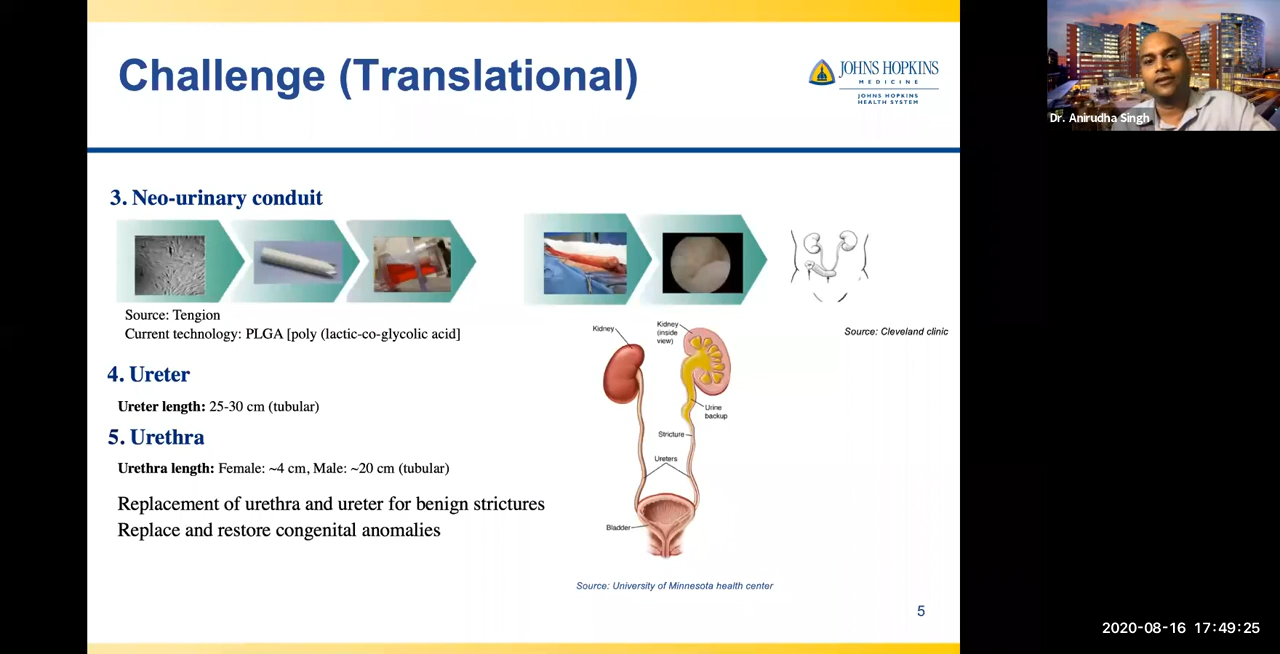 Challenge (Translational)
JOHNS HOPKINS
MEDICINE
JOHNS HOPKINS
HEALTH SYSTEM
Dr. Anirudha Singh
3. Neo-urinary conduit
Source: Tengion
Current technology: PLGA [poly (lactic-co-glycolic acid]
Source: Cleveland clinic
4. Ureter
Ureter length: 25-30 cm (tubular)
5. Urethra
Urethra length: Female: ~4 cm, Male: ~20 cm (tubular)
Replacement of urethra and ureter for benign strictures
Replace and restore congenital anomalies
Kidney
Kidney
(inside
view)
Urine
backup
Stricture
Ureters
Bladder
Source: University of Minnesota health center
5
2020-08-16 17:49:25